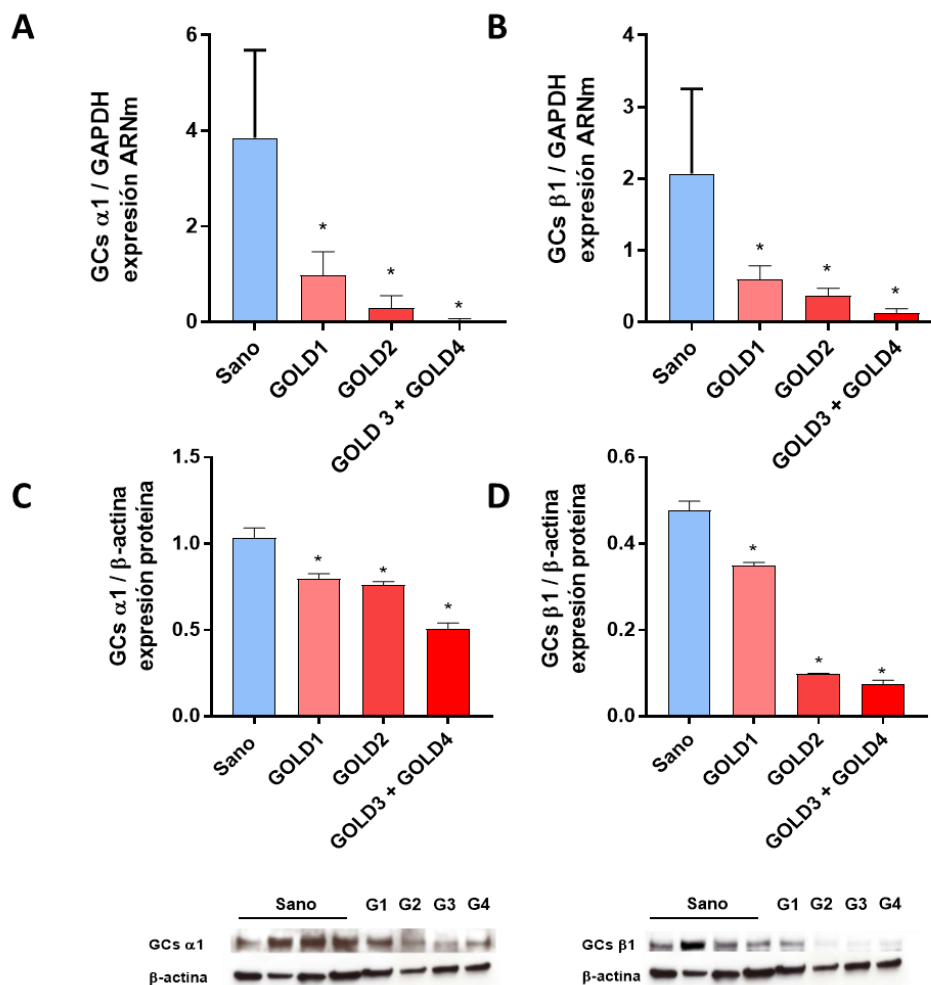 A
GCs α1 / GAPDH
expresión ARNm
6
4
2
0
*
*
*
Sano
GOLD1
GOLD2
GOLD 3 + GOLD4
B
GCs β1 / GAPDH
expresión ARNm
4
3
2
1
0
*
*
*
Sano
GOLD1
GOLD2
GOLD3 + GOLD4
C
GCs α1 / β-actina
expresión proteína
1.5
1.0
0.5
0.0
*
*
*
Sano
GOLD1
GOLD2
GOLD3 + GOLD4
D
GCs β1 / β-actina
expresión proteína
0.6
0.4
0.2
0.0
*
*
*
Sano
GOLD1
GOLD2
GOLD3 + GOLD4
Sano G1 G2 G3 G4
GCs α1
β-actina
Sano G1 G2 G3 G4
GCs β1
β-actina